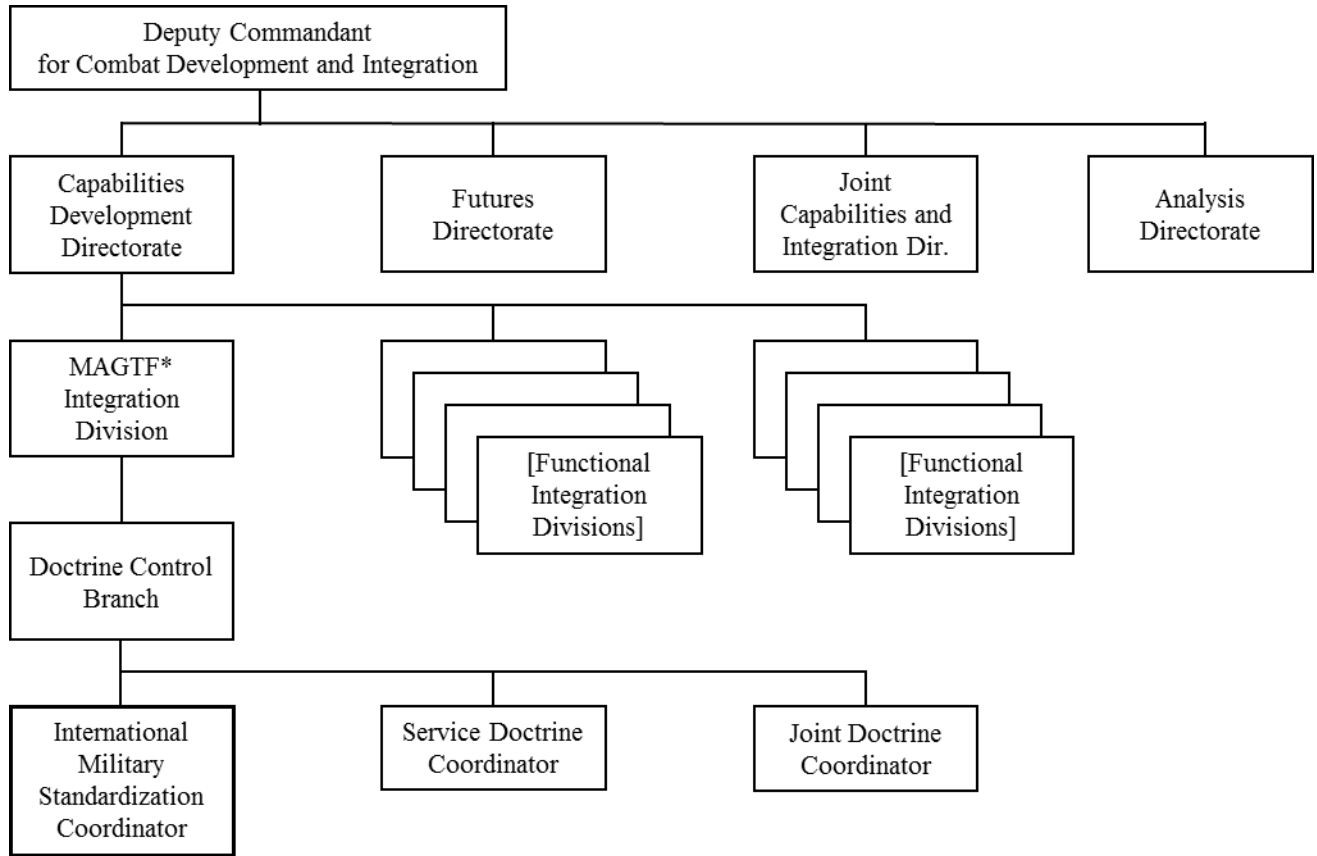 Deputy Commandant
for Combat Development and Integration
Capabilities
Development
Directorate
Futures
Directorate
Joint
Capabilities and
Integration Dir.
Analysis
Directorate
MAGTF*
Integration
Division
[Functional
Integration
Divisions]
[Functional
Integration
Divisions]
Doctrine Control
Branch
International
Military
Standardization
Coordinator
Service Doctrine
Coordinator
Joint Doctrine
Coordinator